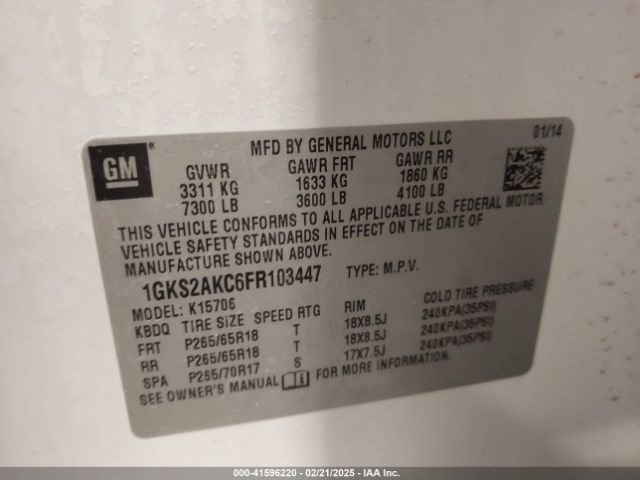 GM ®
MFD BY GENERAL MOTORS LLC 01/14
GVWR GAWR FRT GAWR RR
3311 KG 1633 KG 1860 KG
7300 LB 3600 LB 4100 LB
THIS VEHICLE CONFORMS TO ALL APPLICABLE U.S. FEDERAL MOTOR
VEHICLE SAFETY STANDARDS IN EFFECT ON THE DATE OF
MANUFACTURE SHOWN ABOVE.
1GKS2AKC6FR103447 TYPE: M.P.V.
MODEL: K15706
KBDQ TIRE SIZE SPEED RTG RIM COLD TIRE PRESSURE
FRT P265/65R18 T 18X8.5J 240KPA(35PSI)
RR P265/65R18 T 18X8.5J 240KPA(35PSI)
SPA P265/70R17 S 17X7.5J 240KPA(35PSI)
SEE OWNER'S MANUAL
000-41596220 - 02/21/2025 - IAA Inc.